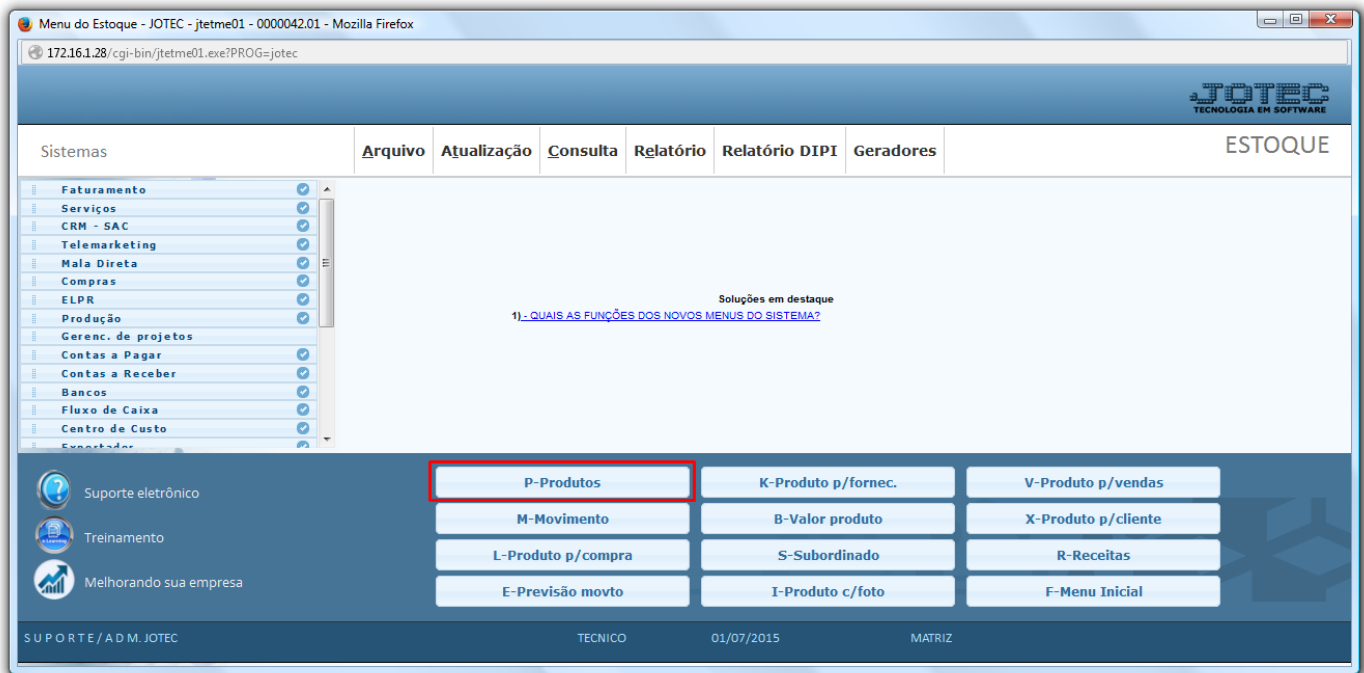 Menu do Estoque - JOTEC - jtetme01 - 0000042.01 - Mozilla Firefox
172.16.1.28/cgi-bin/jtetme01.exe?PROG=jotec
JOTEC
TECNOLOGIA EM SOFTWARE
Sistemas
Arquivo Atualização Consulta Relatório Relatório DIPI Geradores
ESTOQUE
Faturamento
Serviços
CRM - SAC
Telemarketing
Mala Direta
Compras
ELPR
Produção
Gerenc. de projetos
Contas a Pagar
Contas a Receber
Bancos
Fluxo de Caixa
Centro de Custo
Exportador
Soluções em destaque
1) - QUAIS AS FUNÇÕES DOS NOVOS MENUS DO SISTEMA?
Suporte eletrônico
e-Learning
Treinamento
Melhorando sua empresa
P-Produtos K-Produto p/fornec. V-Produto p/vendas
M-Movimento B-Valor produto X-Produto p/cliente
L-Produto p/compra S-Subordinado R-Receitas
E-Previsão movto I-Produto c/foto F-Menu Inicial
SUPORTE/ADM. JOTEC TECNICO 01/07/2015 MATRIZ